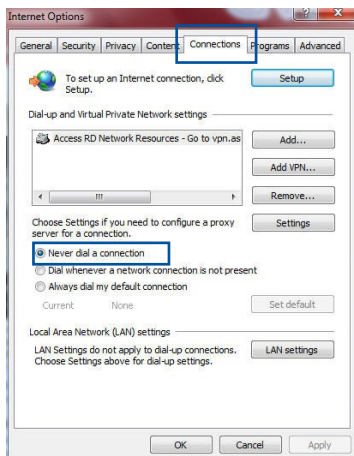 Internet Options
General Security Privacy Content Connections Programs Advanced
To set up an Internet connection, click
Setup.
Setup
Dial-up and Virtual Private Network settings
Access RD Network Resources - Go to vpn.as
Add...
Add VPN...
Remove...
Choose Settings if you need to configure a proxy
server for a connection.
Settings
Never dial a connection
Dial whenever a network connection is not present
Always dial my default connection
Current None
Set default
Local Area Network (LAN) settings
LAN Settings do not apply to dial-up connections.
Choose Settings above for dial-up settings.
LAN settings
OK Cancel Apply